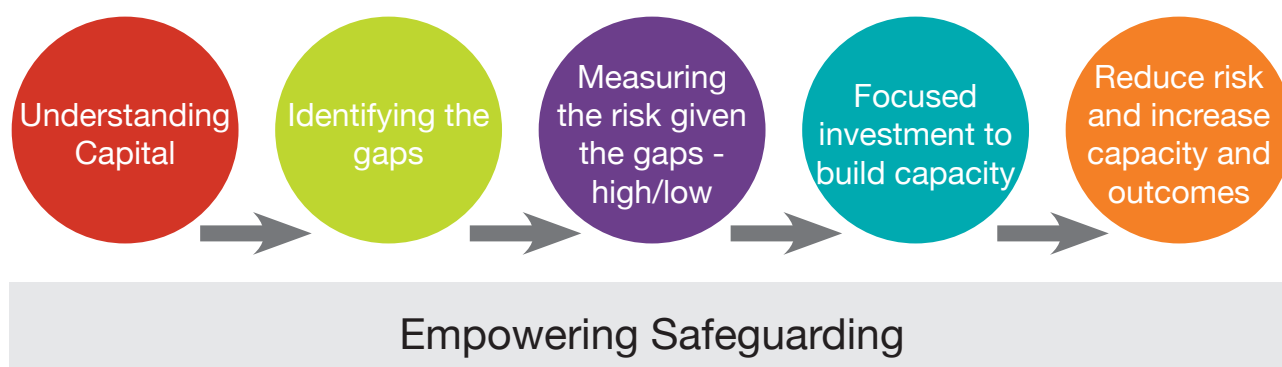 Understanding
Capital
Identifying the
gaps
Measuring
the risk given
the gaps -
high/low
Focused
investment to
build capacity
Reduce risk
and increase
capacity and
outcomes
Empowering Safeguarding